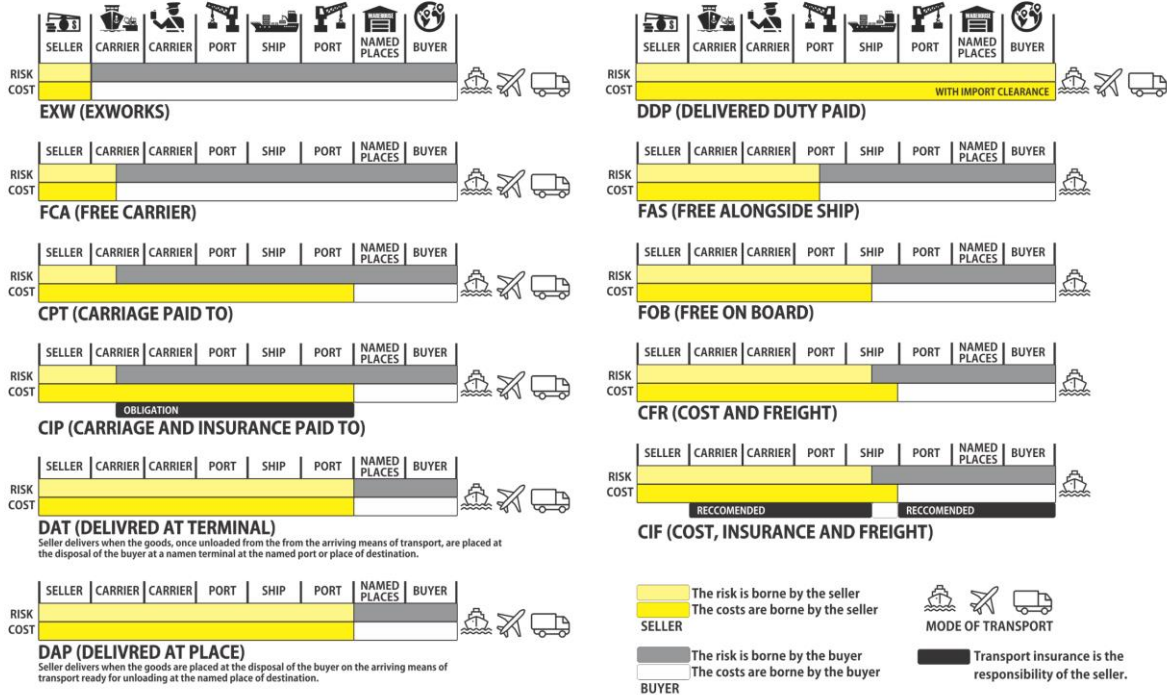 WAREHOUSE
SELLER CARRIER CARRIER PORT SHIP PORT NAMED PLACES BUYER
RISK
COST
EXW (EXWORKS)
SELLER CARRIER CARRIER PORT SHIP PORT NAMED PLACES BUYER
RISK
COST
FCA (FREE CARRIER)
SELLER CARRIER CARRIER PORT SHIP PORT NAMED PLACES BUYER
RISK
COST
CPT (CARRIAGE PAID TO)
SELLER CARRIER CARRIER PORT SHIP PORT NAMED PLACES BUYER
RISK
COST
OBLIGATION
CIP (CARRIAGE AND INSURANCE PAID TO)
SELLER CARRIER CARRIER PORT SHIP PORT NAMED PLACES BUYER
RISK
COST
DAT (DELIVRED AT TERMINAL)
Seller delivers when the goods, once unloaded from the from the arriving means of transport, are placed at
the disposal of the buyer at a namen terminal at the named port or place of destination.
SELLER CARRIER CARRIER PORT SHIP PORT NAMED PLACES BUYER
RISK
COST
DAP (DELIVRED AT PLACE)
Seller delivers when the goods are placed at the disposal of the buyer on the arriving means of
transport ready for unloading at the named place of destination.
WAREHOUSE
SELLER CARRIER CARRIER PORT SHIP PORT NAMED PLACES BUYER
RISK
COST WITH IMPORT CLEARANCE
DDP (DELIVERED DUTY PAID)
SELLER CARRIER CARRIER PORT SHIP PORT NAMED PLACES BUYER
RISK
COST
FAS (FREE ALONGSIDE SHIP)
SELLER CARRIER CARRIER PORT SHIP PORT NAMED PLACES BUYER
RISK
COST
FOB (FREE ON BOARD)
SELLER CARRIER CARRIER PORT SHIP PORT NAMED PLACES BUYER
RISK
COST
CFR (COST AND FREIGHT)
SELLER CARRIER CARRIER PORT SHIP PORT NAMED PLACES BUYER
RISK
COST
RECCOMENDED RECCOMENDED
CIF (COST, INSURANCE AND FREIGHT)
The risk is borne by the seller
The costs are borne by the seller
SELLER
MODE OF TRANSPORT
The risk is borne by the buyer
The costs are borne by the buyer
BUYER
Transport insurance is the
responsibility of the seller.